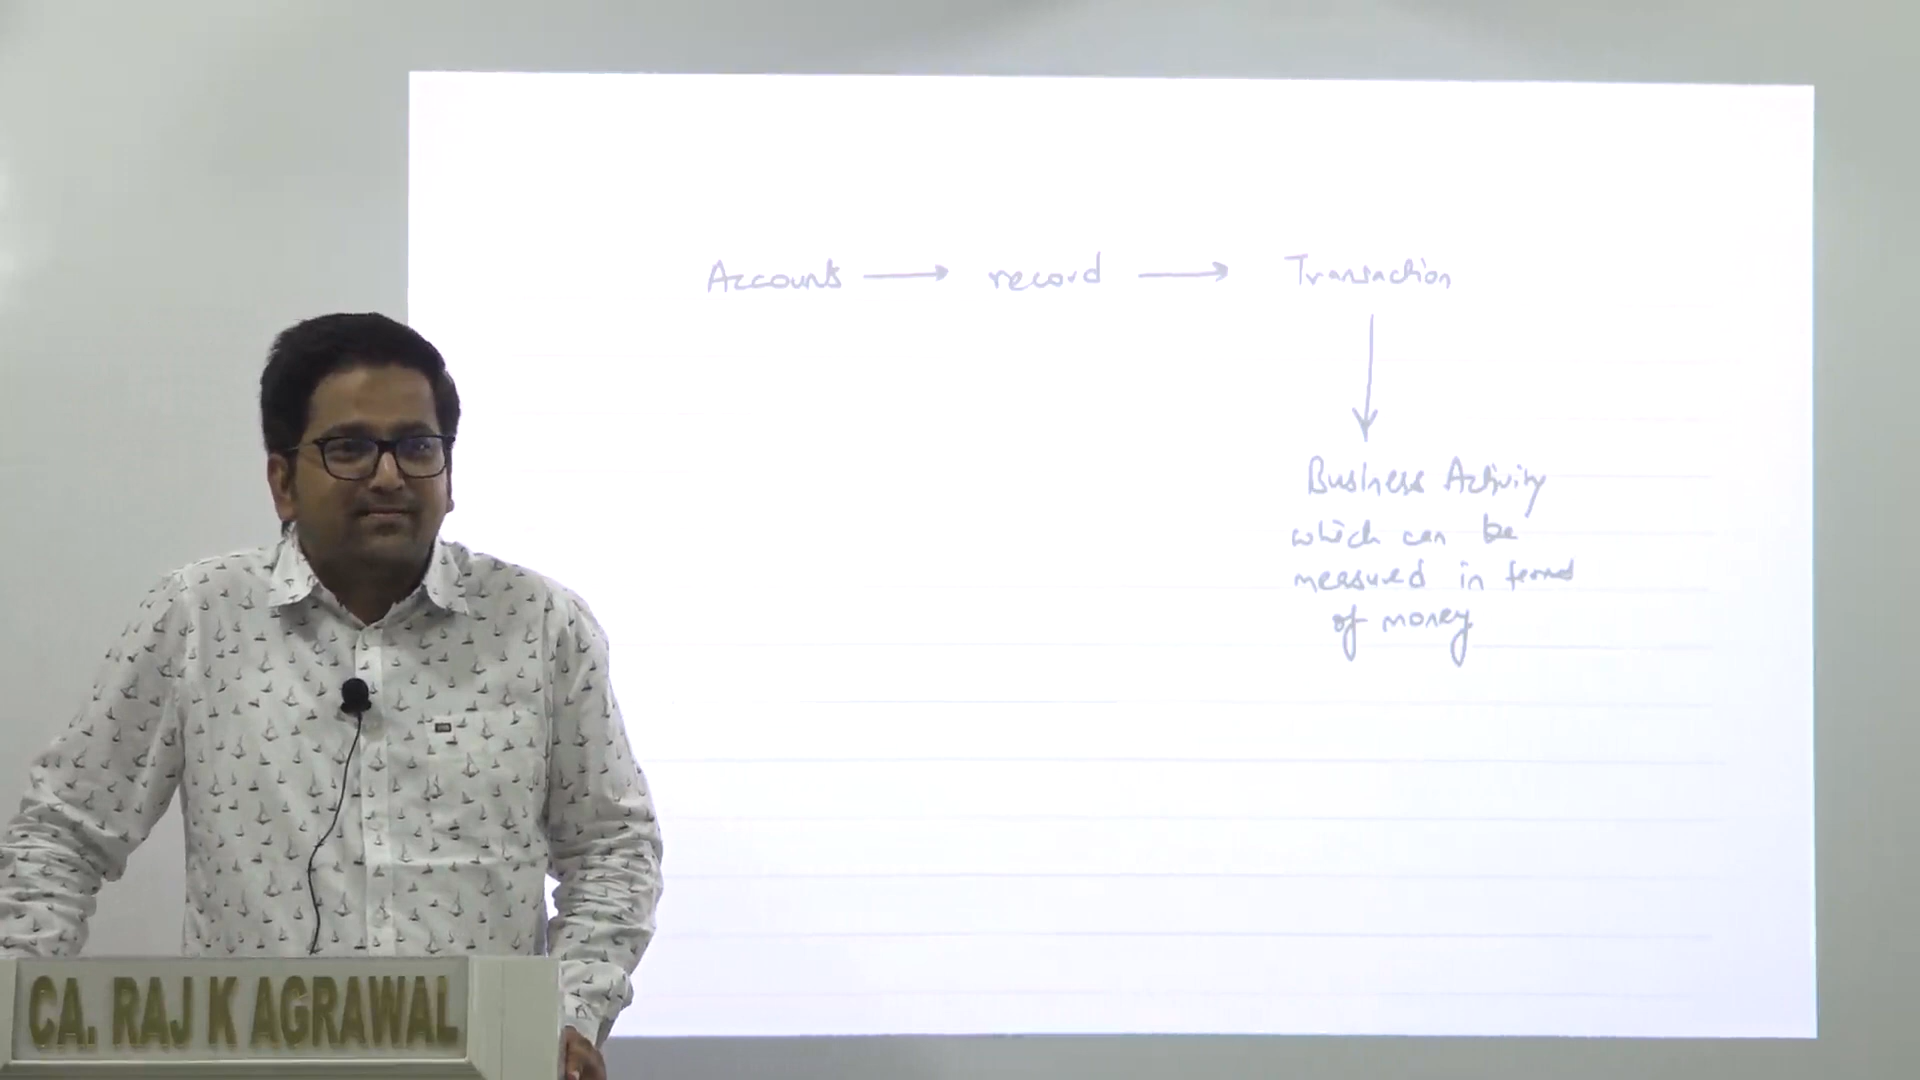 Accounts → record → Transaction
Business Activity
which can be
measured in terms
of money
CA. RAJ K AGRAWAL